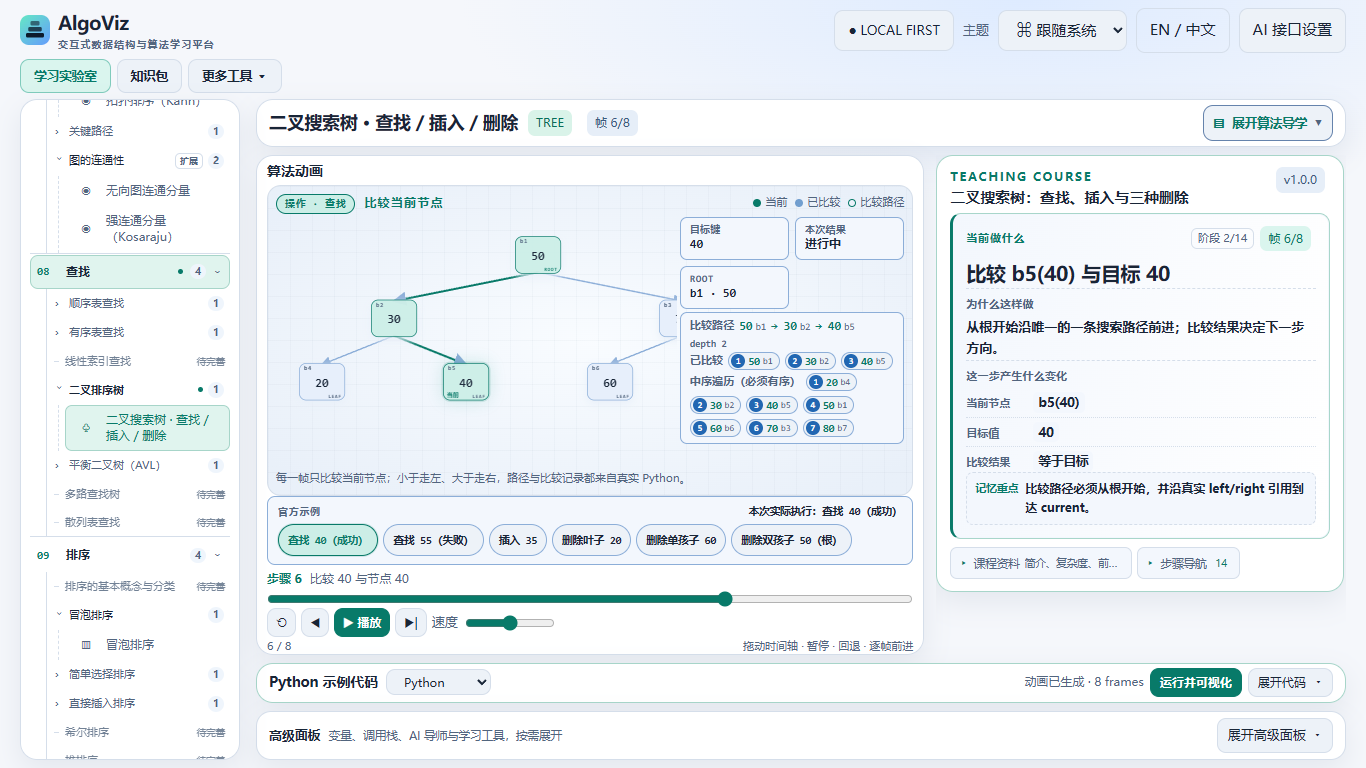 AlgoViz
交互式数据结构与算法学习平台
● LOCAL FIRST
主题
⌘ 跟随系统
EN / 中文
AI 接口设置
学习实验室
知识包
更多工具
拓扑排序（Kahn）
关键路径 1
图的连通性 扩展 2
无向图连通分量
强连通分量
（Kosaraju）
08 查找 4
顺序表查找 1
有序表查找 1
线性索引查找 待完善
二叉排序树 1
二叉搜索树 · 查找 /
插入 / 删除
平衡二叉树（AVL） 1
多路查找树 待完善
散列表查找 待完善
09 排序 4
排序的基本概念与分类 待完善
冒泡排序 1
冒泡排序
简单选择排序 1
直接插入排序 1
希尔排序 待完善
二叉搜索树 · 查找 / 插入 / 删除
TREE
帧 6/8
展开算法导学
算法动画
操作 · 查找
比较当前节点
当前
已比较
比较路径
b1
50
ROOT
b2
30
b3
b4
20
LEAF
b5
40
当前 LEAF
b6
60
LEAF
目标键
40
本次结果
进行中
ROOT
b1 · 50
比较路径 50 b1 → 30 b2 → 40 b5
depth 2
已比较 1 50 b1 2 30 b2 3 40 b5
中序遍历（必须有序） 1 20 b4
2 30 b2 3 40 b5 4 50 b1
5 60 b6 6 70 b3 7 80 b7
每一帧只比较当前节点；小于走左、大于走右，路径与比较记录都来自真实 Python。
官方示例
本次实际执行：查找 40（成功）
查找 40（成功）
查找 55（失败）
插入 35
删除叶子 20
删除单孩子 60
删除双孩子 50（根）
步骤 6 比较 40 与节点 40
播放
速度
6 / 8
拖动时间轴 · 暂停 · 回退 · 逐帧前进
TEACHING COURSE
二叉搜索树：查找、插入与三种删除
v1.0.0
当前做什么
阶段 2/14
帧 6/8
比较 b5(40) 与目标 40
为什么这样做
从根开始沿唯一的一条搜索路径前进；比较结果决定下一步
方向。
这一步产生什么变化
当前节点 b5(40)
目标值 40
比较结果 等于目标
记忆重点 比较路径必须从根开始，并沿真实 left/right 引用到
达 current。
课程资料 简介、复杂度、前...
步骤导航 14
Python 示例代码
Python
动画已生成 · 8 frames
运行并可视化
展开代码
高级面板 变量、调用栈、AI 导师与学习工具，按需展开
展开高级面板